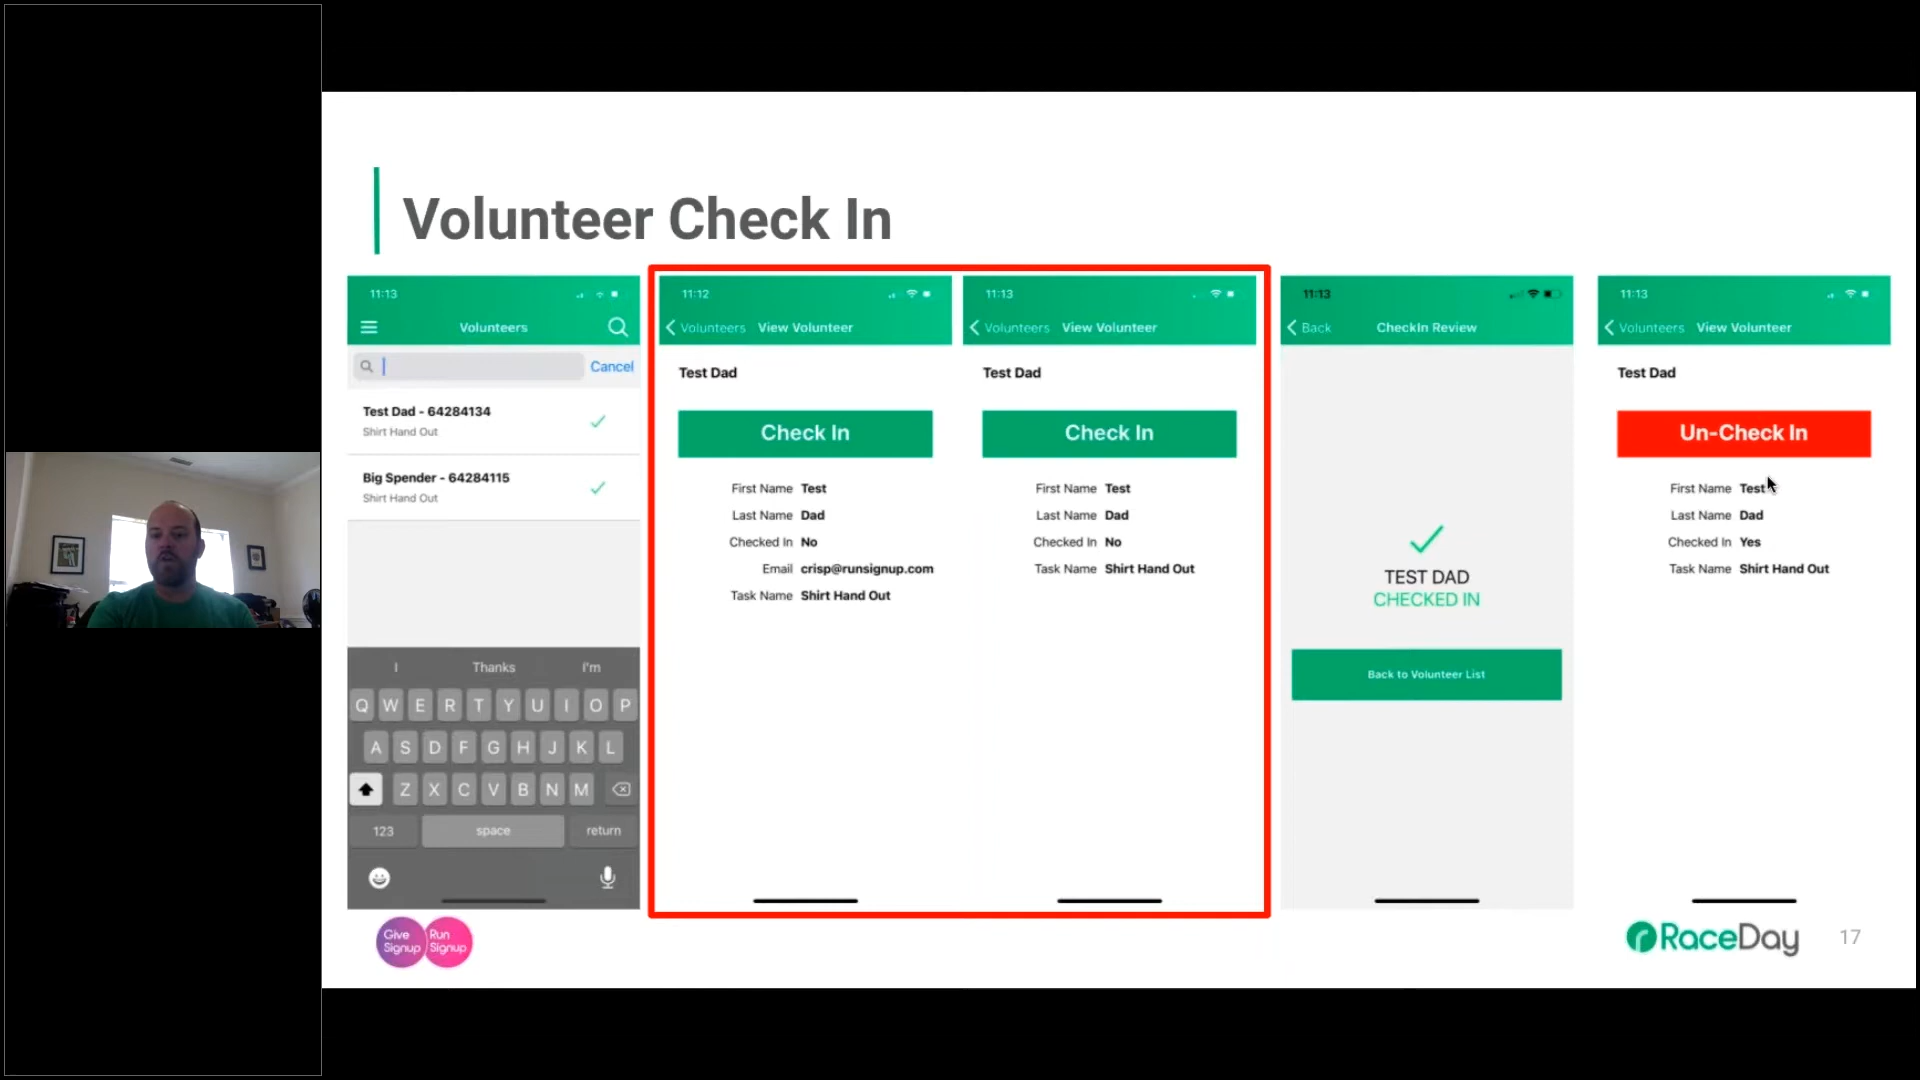 Volunteer Check In
11:13
Volunteers
Cancel
Test Dad - 64284134
Shirt Hand Out
Big Spender - 64284115
Shirt Hand Out
I Thanks I'm
Q W E R T Y U I O P
A S D F G H J K L
Z X C V B N M
123 space return
11:12
Volunteers View Volunteer
Test Dad
Check In
First Name Test
Last Name Dad
Checked In No
Email crisp@runsignup.com
Task Name Shirt Hand Out
11:13
Volunteers View Volunteer
Test Dad
Check In
First Name Test
Last Name Dad
Checked In No
Task Name Shirt Hand Out
11:13
Back CheckIn Review
TEST DAD
CHECKED IN
Back to Volunteer List
11:13
Volunteers View Volunteer
Test Dad
Un-Check In
First Name Test
Last Name Dad
Checked In Yes
Task Name Shirt Hand Out
Give Signup
Run Signup
RaceDay
17